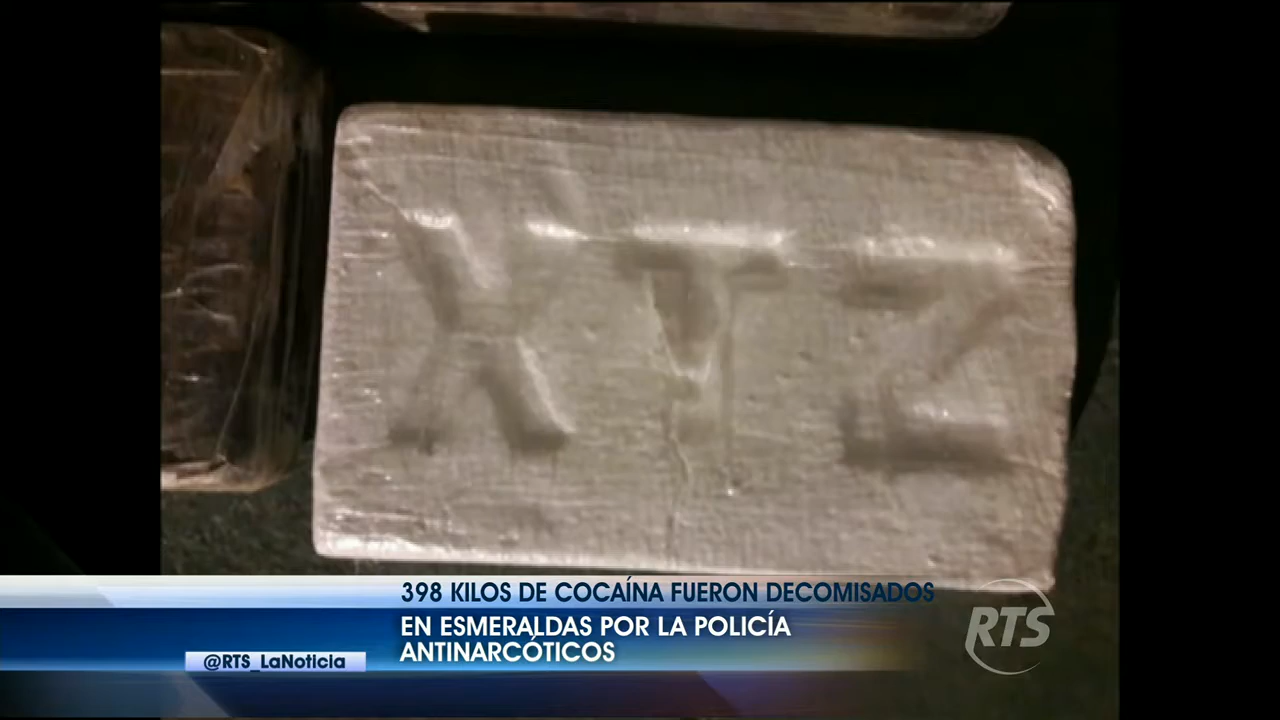 XTZ
398 KILOS DE COCAÍNA FUERON DECOMISADOS
EN ESMERALDAS POR LA POLICÍA
ANTINARCÓTICOS
@RTS_LaNoticia
RTS